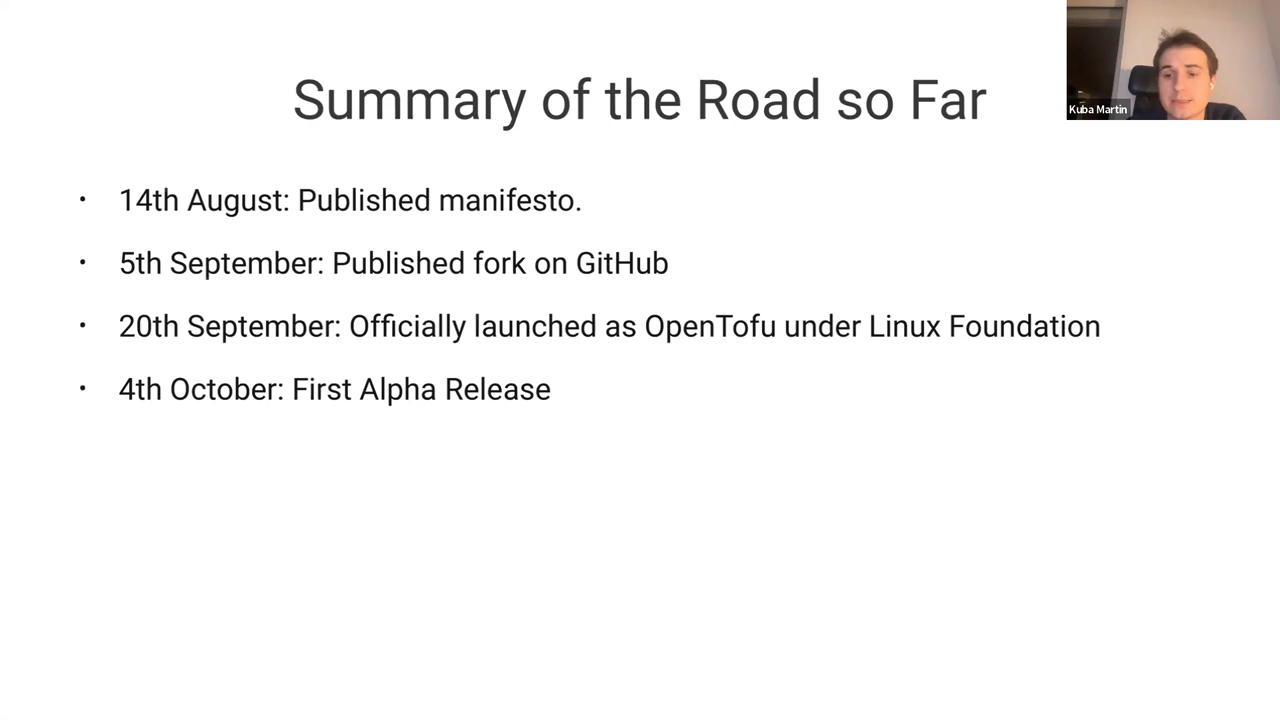 Summary of the Road so Far
Kuba Martin
• 14th August: Published manifesto.
• 5th September: Published fork on GitHub
• 20th September: Officially launched as OpenTofu under Linux Foundation
• 4th October: First Alpha Release